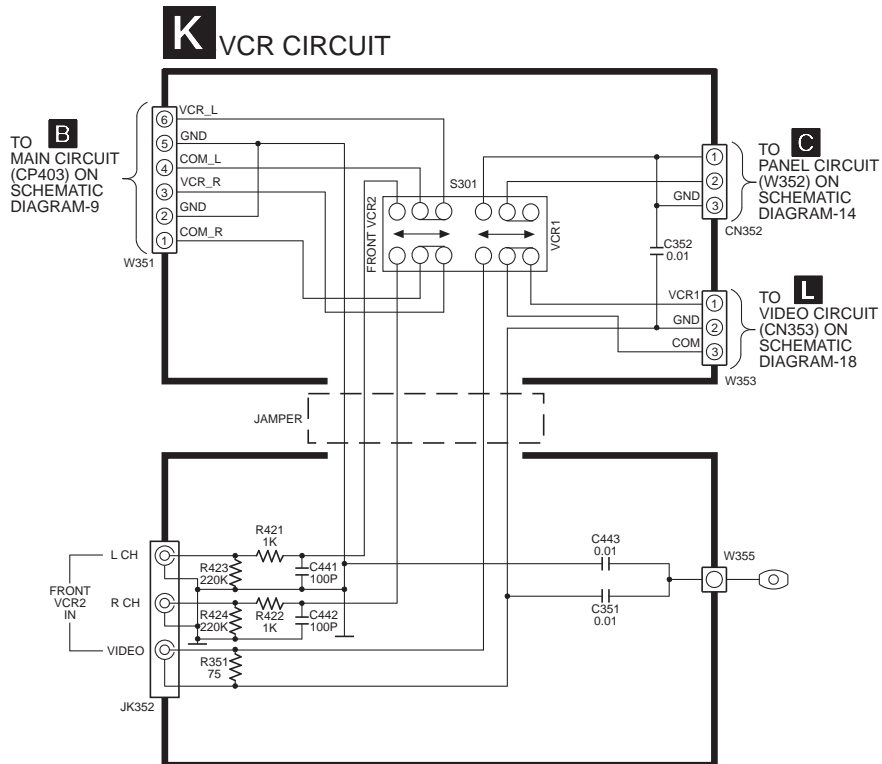 K VCR CIRCUIT
TO B
MAIN CIRCUIT
(CP403) ON
SCHEMATIC
DIAGRAM-9
6 VCR_L
5 GND
4 COM_L
3 VCR_R
2 GND
1 COM_R
W351
S301
FRONT VCR2
VCR1
1
2
GND 3
CN352
TO C
PANEL CIRCUIT
(W352) ON
SCHEMATIC
DIAGRAM-14
C352
0.01
VCR1 1
GND 2
COM 3
W353
TO L
VIDEO CIRCUIT
(CN353) ON
SCHEMATIC
DIAGRAM-18
JAMPER
FRONT
VCR2
IN
L CH
R CH
VIDEO
JK352
R421
1K
R423
220K
C441
100P
R424
220K
R422
1K
C442
100P
R351
75
C443
0.01
C351
0.01
W355